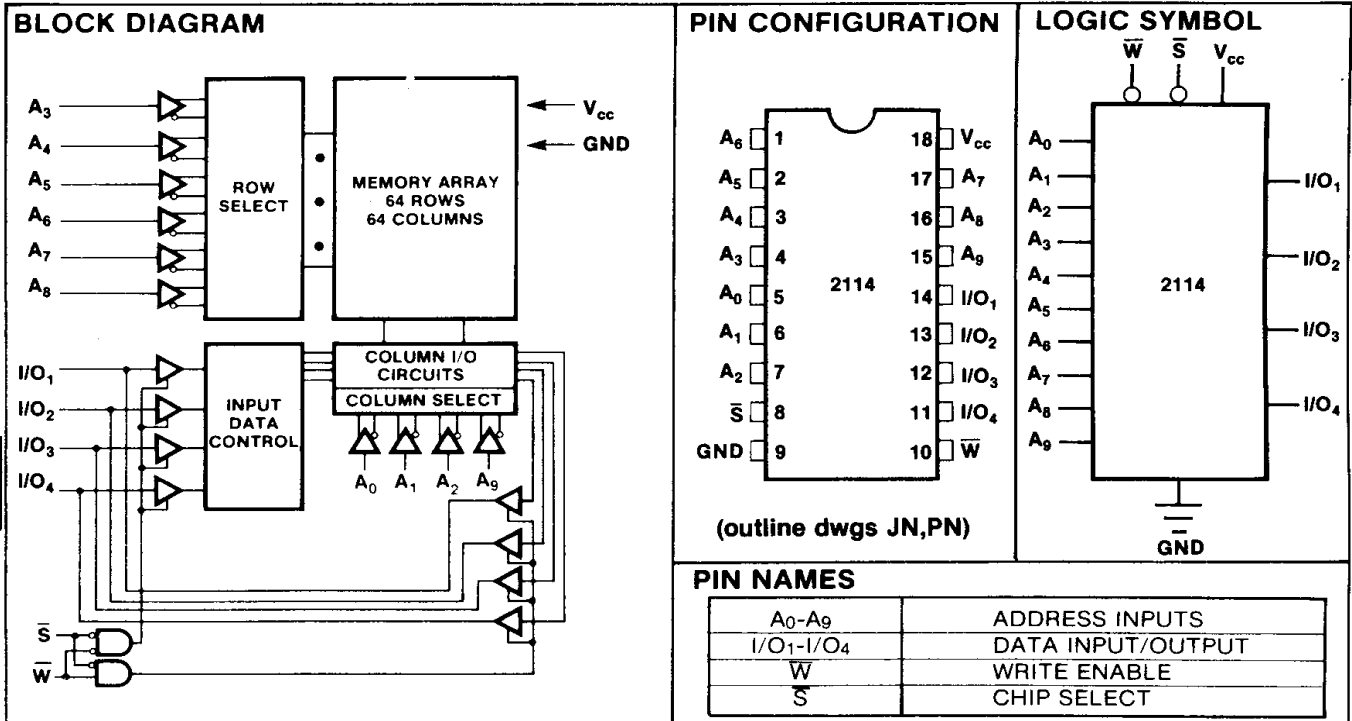 BLOCK DIAGRAM
A3
A4
A5
A6
A7
A8
ROW
SELECT
MEMORY ARRAY
64 ROWS
64 COLUMNS
Vcc
GND
I/O1
I/O2
I/O3
I/O4
INPUT
DATA
CONTROL
COLUMN I/O
CIRCUITS
COLUMN SELECT
A0 A1 A2 A9
S̅
W̅
PIN CONFIGURATION
A6 1 18 Vcc
A5 2 17 A7
A4 3 16 A8
A3 4 15 A9
A0 5 2114 14 I/O1
A1 6 13 I/O2
A2 7 12 I/O3
S̅ 8 11 I/O4
GND 9 10 W̅
(outline dwgs JN,PN)
LOGIC SYMBOL
W̅ S̅ Vcc
A0
A1
A2
A3
A4
A5
A6
A7
A8
A9
2114
I/O1
I/O2
I/O3
I/O4
GND
PIN NAMES
A0-A9 ADDRESS INPUTS
I/O1-I/O4 DATA INPUT/OUTPUT
W̅ WRITE ENABLE
S̅ CHIP SELECT